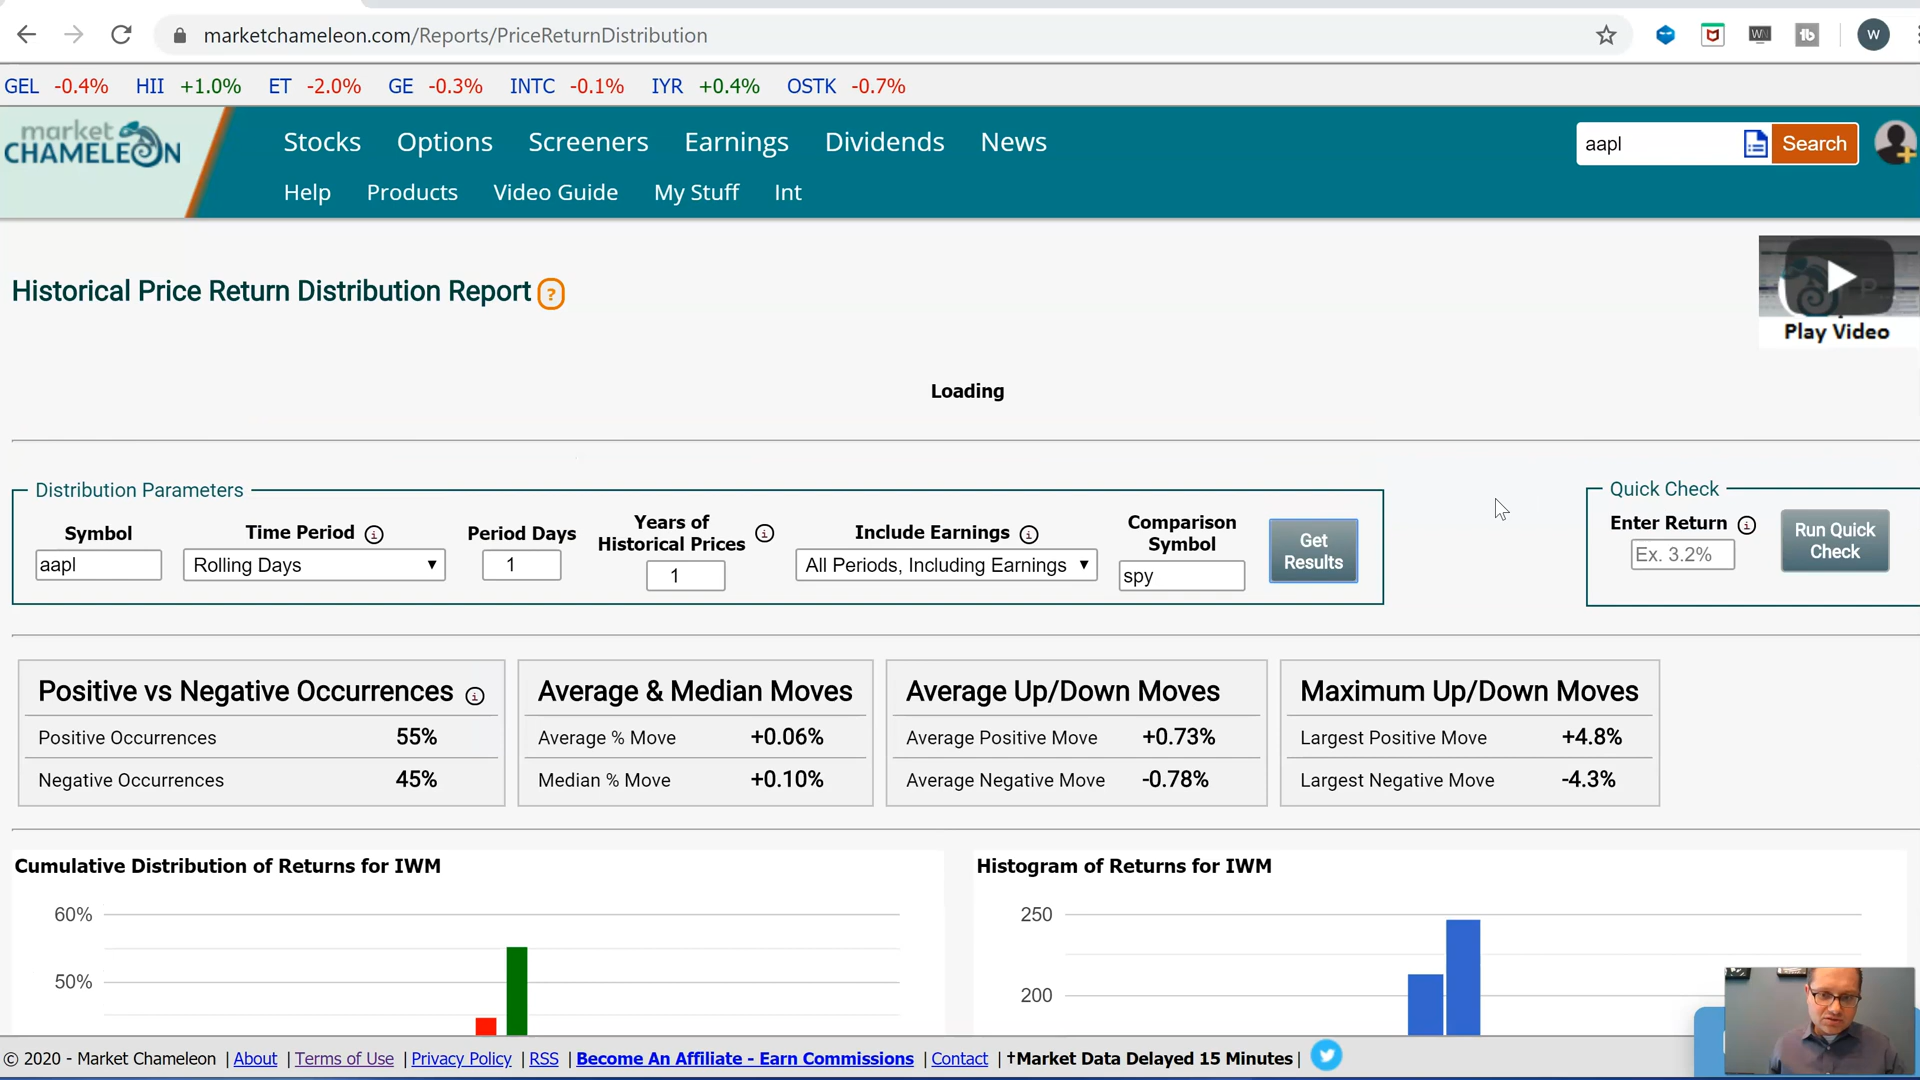 marketchameleon.com/Reports/PriceReturnDistribution
W
GEL -0.4% HII +1.0% ET -2.0% GE -0.3% INTC -0.1% IYR +0.4% OSTK -0.7%
market CHAMELEON
Stocks Options Screeners Earnings Dividends News
aapl Search
Help Products Video Guide My Stuff Int
Historical Price Return Distribution Report ?
Play Video
Loading
Distribution Parameters
Quick Check
Symbol Time Period Period Days Years of Historical Prices Include Earnings Comparison Symbol
aapl Rolling Days 1 1 All Periods, Including Earnings spy Get Results
Enter Return Run Quick Check
Ex. 3.2%
Positive vs Negative Occurrences
Positive Occurrences 55%
Negative Occurrences 45%
Average & Median Moves
Average % Move +0.06%
Median % Move +0.10%
Average Up/Down Moves
Average Positive Move +0.73%
Average Negative Move -0.78%
Maximum Up/Down Moves
Largest Positive Move +4.8%
Largest Negative Move -4.3%
Cumulative Distribution of Returns for IWM
60%
50%
Histogram of Returns for IWM
250
200
© 2020 - Market Chameleon | About | Terms of Use | Privacy Policy | RSS | Become An Affiliate - Earn Commissions | Contact | †Market Data Delayed 15 Minutes |